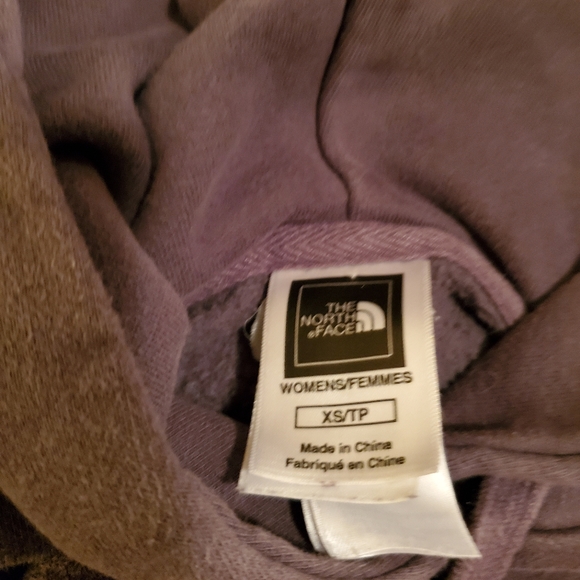 THE
NORTH
FACE
WOMENS/FEMMES
XS/TP
Made in China
Fabriqué en Chine